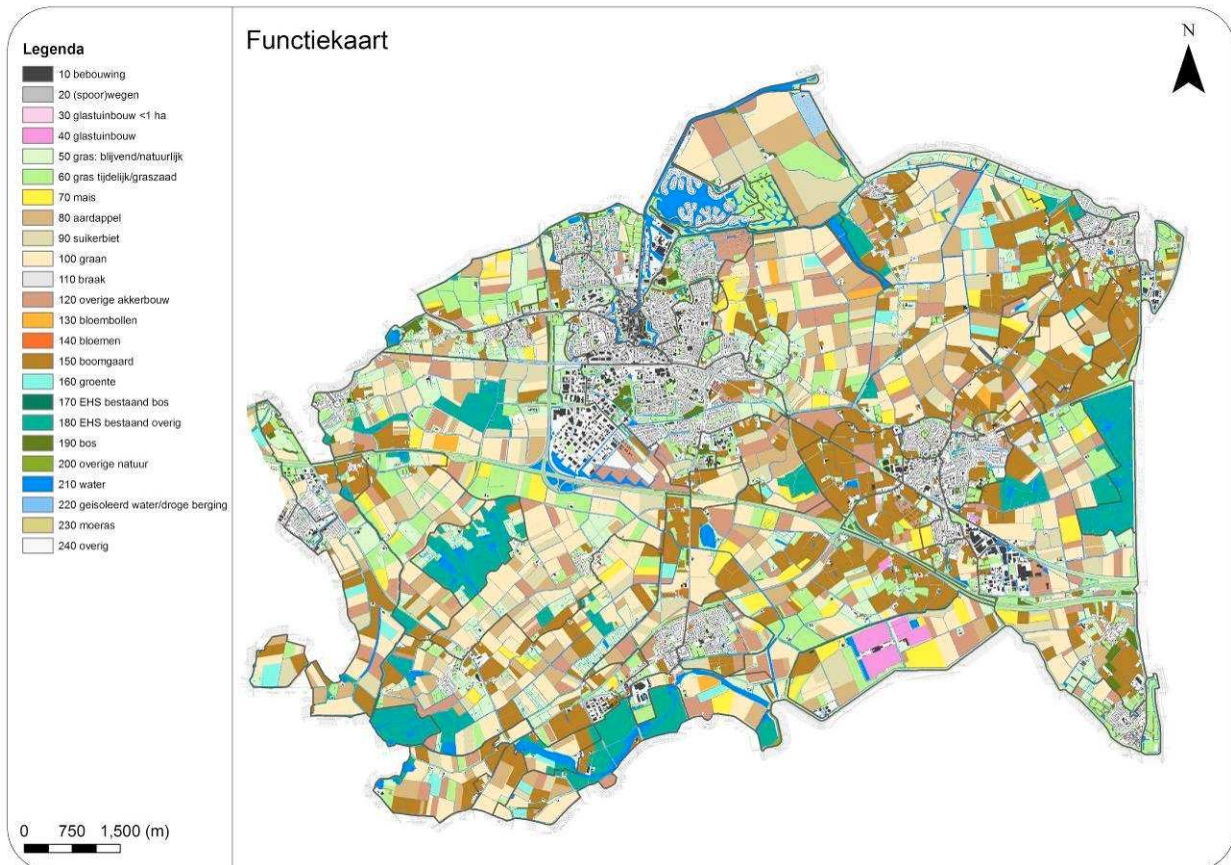 Functiekaart
N
Legenda
10 bebouwing
20 (spoor)wegen
30 glastuinbouw <1 ha
40 glastuinbouw
50 gras: blijvend/natuurlijk
60 gras tijdelijk/graszaad
70 mais
80 aardappel
90 suikerbiet
100 graan
110 braak
120 overige akkerbouw
130 bloembollen
140 bloemen
150 boomgaard
160 groente
170 EHS bestaand bos
180 EHS bestaand overig
190 bos
200 overige natuur
210 water
220 geisoleerd water/droge berging
230 moeras
240 overig
0 750 1,500 (m)